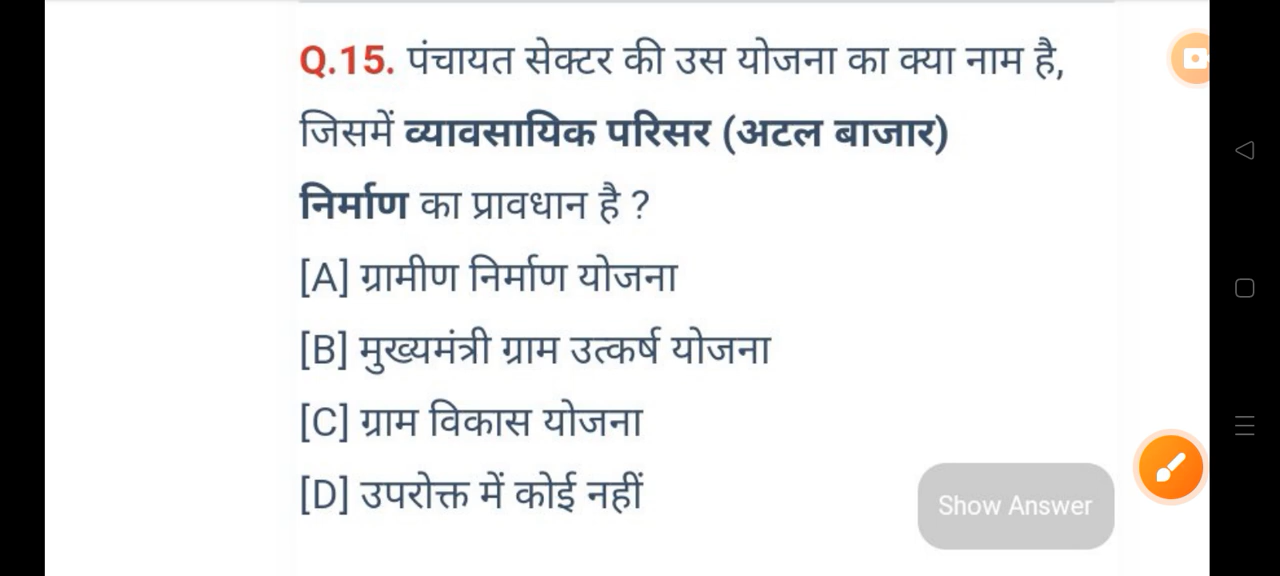 Q.15. पंचायत सेक्टर की उस योजना का क्या नाम है,
जिसमें व्यावसायिक परिसर (अटल बाजार)
निर्माण का प्रावधान है ?
[A] ग्रामीण निर्माण योजना
[B] मुख्यमंत्री ग्राम उत्कर्ष योजना
[C] ग्राम विकास योजना
[D] उपरोक्त में कोई नहीं
Show Answer